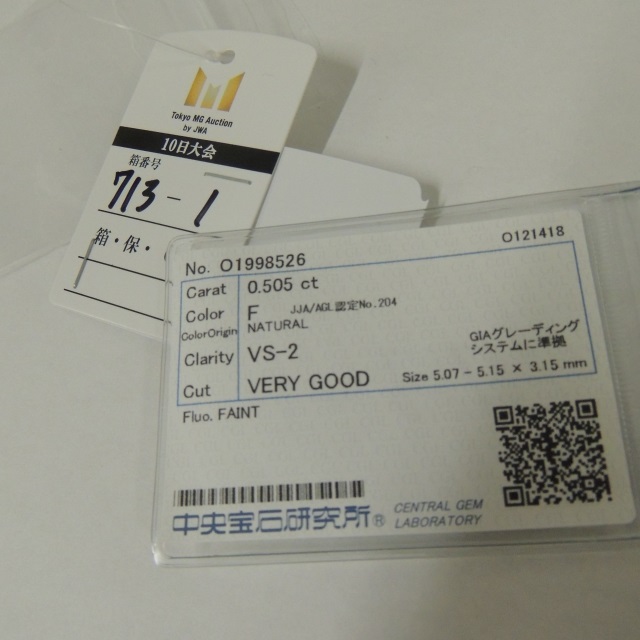 Tokyo MG Auction
by JWA
10日大会
箱番号
713-1
箱・保・
No. O1998526
O121418
Carat 0.505 ct
Color F JJA/AGL認定No.204
ColorOrigin NATURAL
Clarity VS-2
GIAグレーディング
システムに準拠
Cut VERY GOOD Size 5.07 - 5.15 × 3.15 mm
Fluo. FAINT
中央宝石研究所®
CENTRAL GEM
LABORATORY